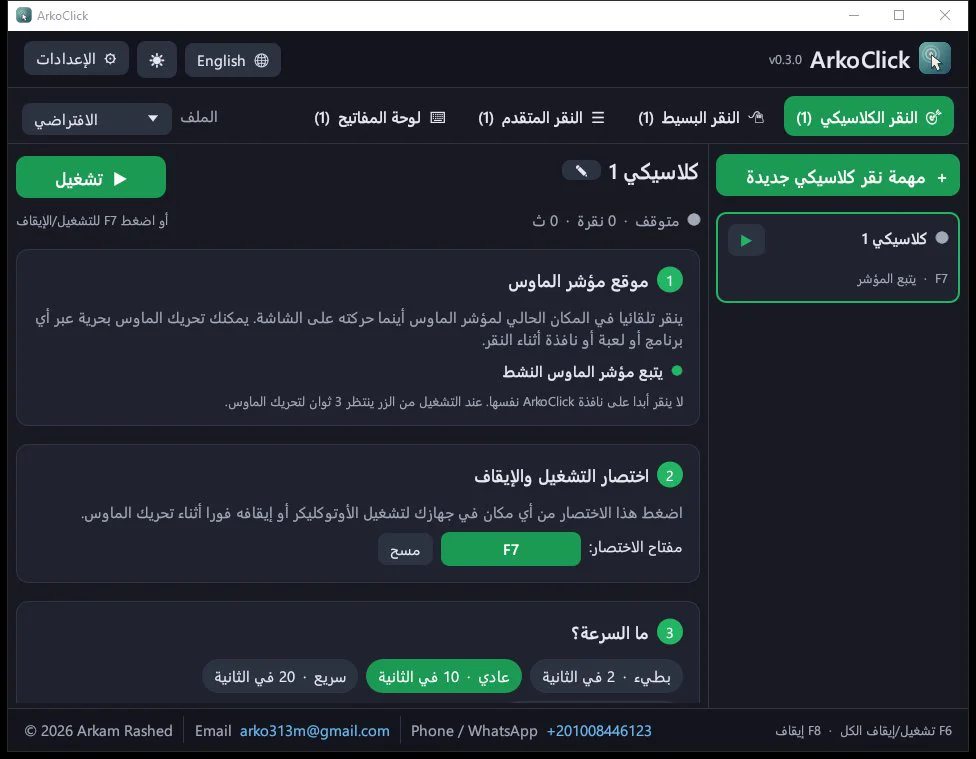 ArkoClick
ArkoClick v0.3.0
English
الإعدادات
النقر الكلاسيكي (1)
النقر البسيط (1)
النقر المتقدم (1)
لوحة المفاتيح (1)
الملف
الافتراضي
+ مهمة نقر كلاسيكي جديدة
كلاسيكي 1
F7 · يتبع المؤشر
كلاسيكي 1
تشغيل
متوقف · 0 نقرة · 0 ث
أو اضغط F7 للتشغيل/الإيقاف
1 موقع مؤشر الماوس
ينقر تلقائيا في المكان الحالي لمؤشر الماوس أينما حركته على الشاشة. يمكنك تحريك الماوس بحرية عبر أي
برنامج أو لعبة أو نافذة أثناء النقر.
يتبع مؤشر الماوس النشط
لا ينقر أبدا على نافذة ArkoClick نفسها. عند التشغيل من الزر ينتظر 3 ثوان لتحريك الماوس.
2 اختصار التشغيل والإيقاف
اضغط هذا الاختصار من أي مكان في جهازك لتشغيل الأوتوكليكر أو إيقافه فورا أثناء تحريك الماوس.
مفتاح الاختصار: F7 مسح
3 ما السرعة؟
بطيء · 2 في الثانية
عادي · 10 في الثانية
سريع · 20 في الثانية
© 2026 Arkam Rashed
Email arko313m@gmail.com
Phone / WhatsApp +201008446123
F6 تشغيل/إيقاف الكل · F8 إيقاف